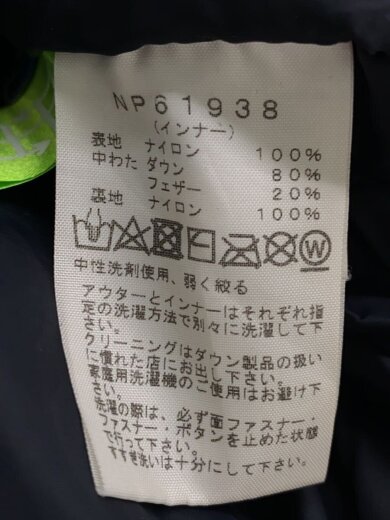 NP61938
(インナー)
表地 ナイロン 100%
中わた ダウン 80%
フェザー 20%
裏地 ナイロン 100%
W
中性洗剤使用、弱く絞る
アウターとインナーはそれぞれ指
定の洗濯方法で別々に洗濯して下
さい。
クリーニングはダウン製品の扱い
に慣れた店にお出し下さい。
家庭用洗濯機のご使用はお避け下
さい。
洗濯の際は、必ず面ファスナー・
ファスナー・ボタンを止めた状態
で行って下さい。
すすぎ洗いは十分にして下さい。